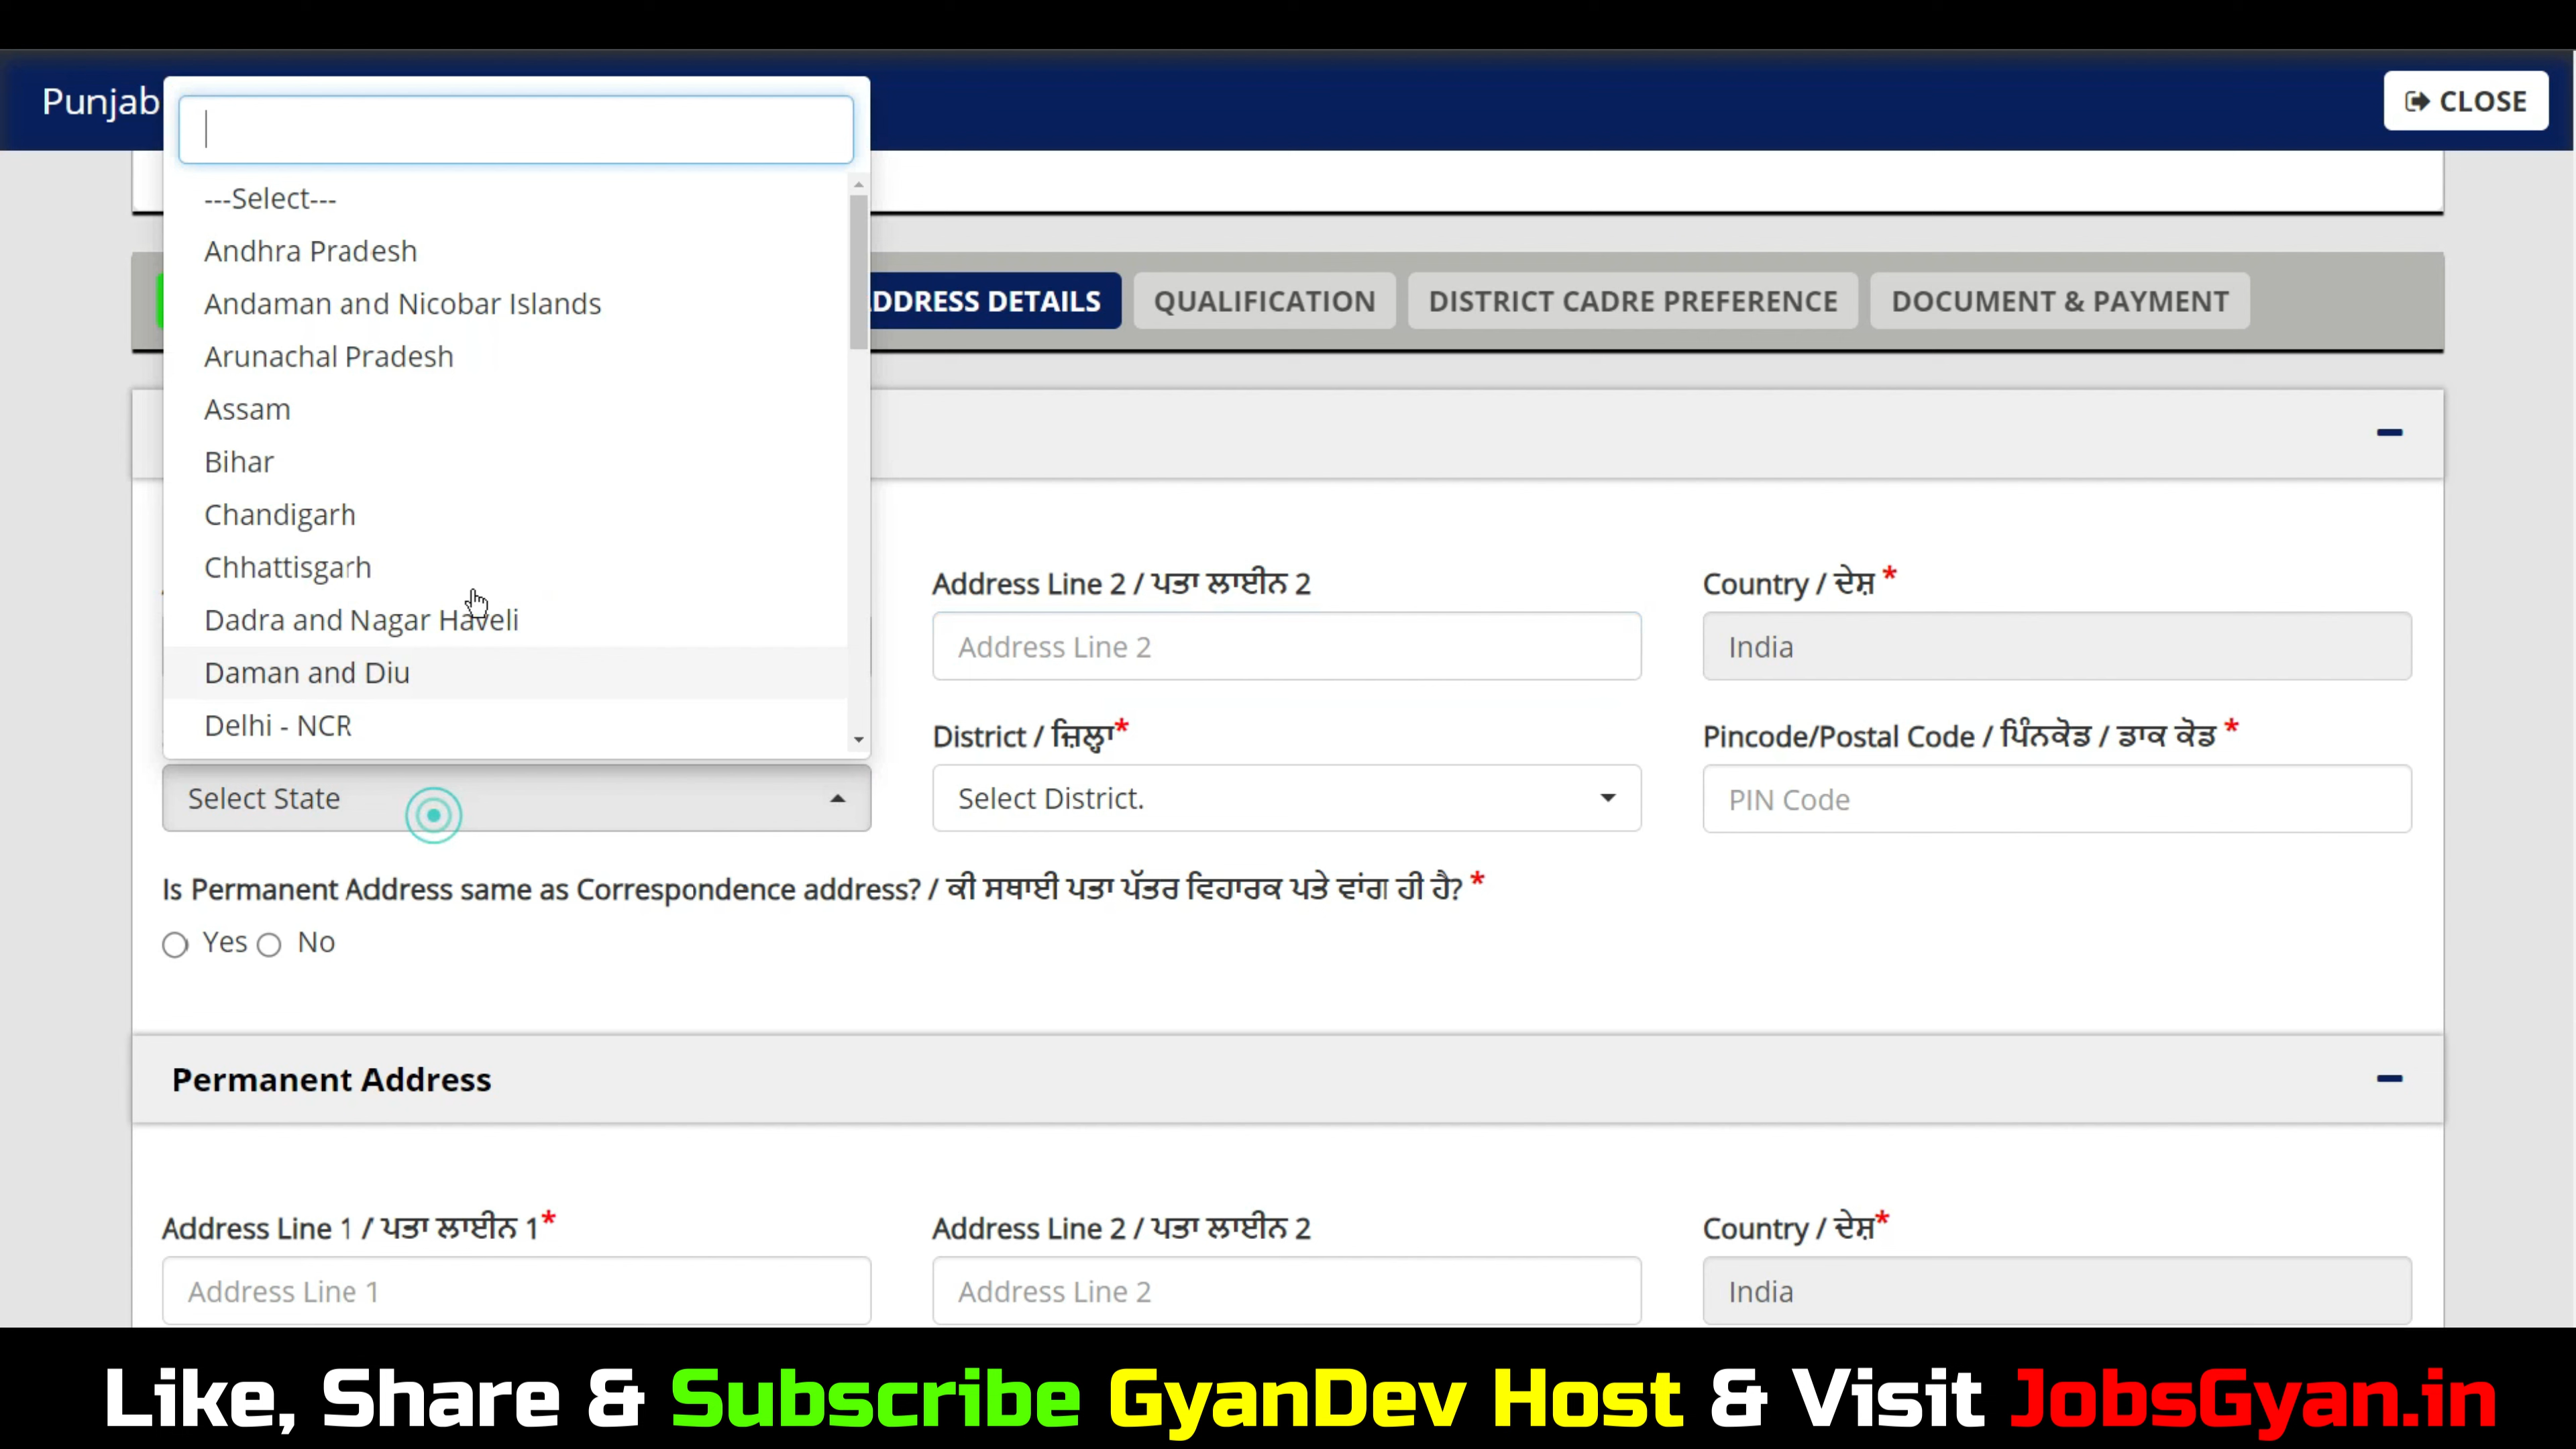 Punjab
CLOSE
---Select---
Andhra Pradesh
Andaman and Nicobar Islands
Arunachal Pradesh
Assam
Bihar
Chandigarh
Chhattisgarh
Dadra and Nagar Haveli
Daman and Diu
Delhi - NCR
DDRESS DETAILS
QUALIFICATION
DISTRICT CADRE PREFERENCE
DOCUMENT & PAYMENT
Address Line 2 / ਪਤਾ ਲਾਈਨ 2
Country / ਦੇਸ਼ *
Address Line 2
India
District / ਜ਼ਿਲ੍ਹਾ*
Pincode/Postal Code / ਪਿੰਨਕੋਡ / ਡਾਕ ਕੋਡ *
Select State
Select District.
PIN Code
Is Permanent Address same as Correspondence address? / ਕੀ ਸਥਾਈ ਪਤਾ ਪੱਤਰ ਵਿਹਾਰਕ ਪਤੇ ਵਾਂਗ ਹੀ ਹੈ? *
Yes No
Permanent Address
Address Line 1 / ਪਤਾ ਲਾਈਨ 1*
Address Line 2 / ਪਤਾ ਲਾਈਨ 2
Country / ਦੇਸ਼*
Address Line 1
Address Line 2
India
Like, Share & Subscribe GyanDev Host & Visit JobsGyan.in